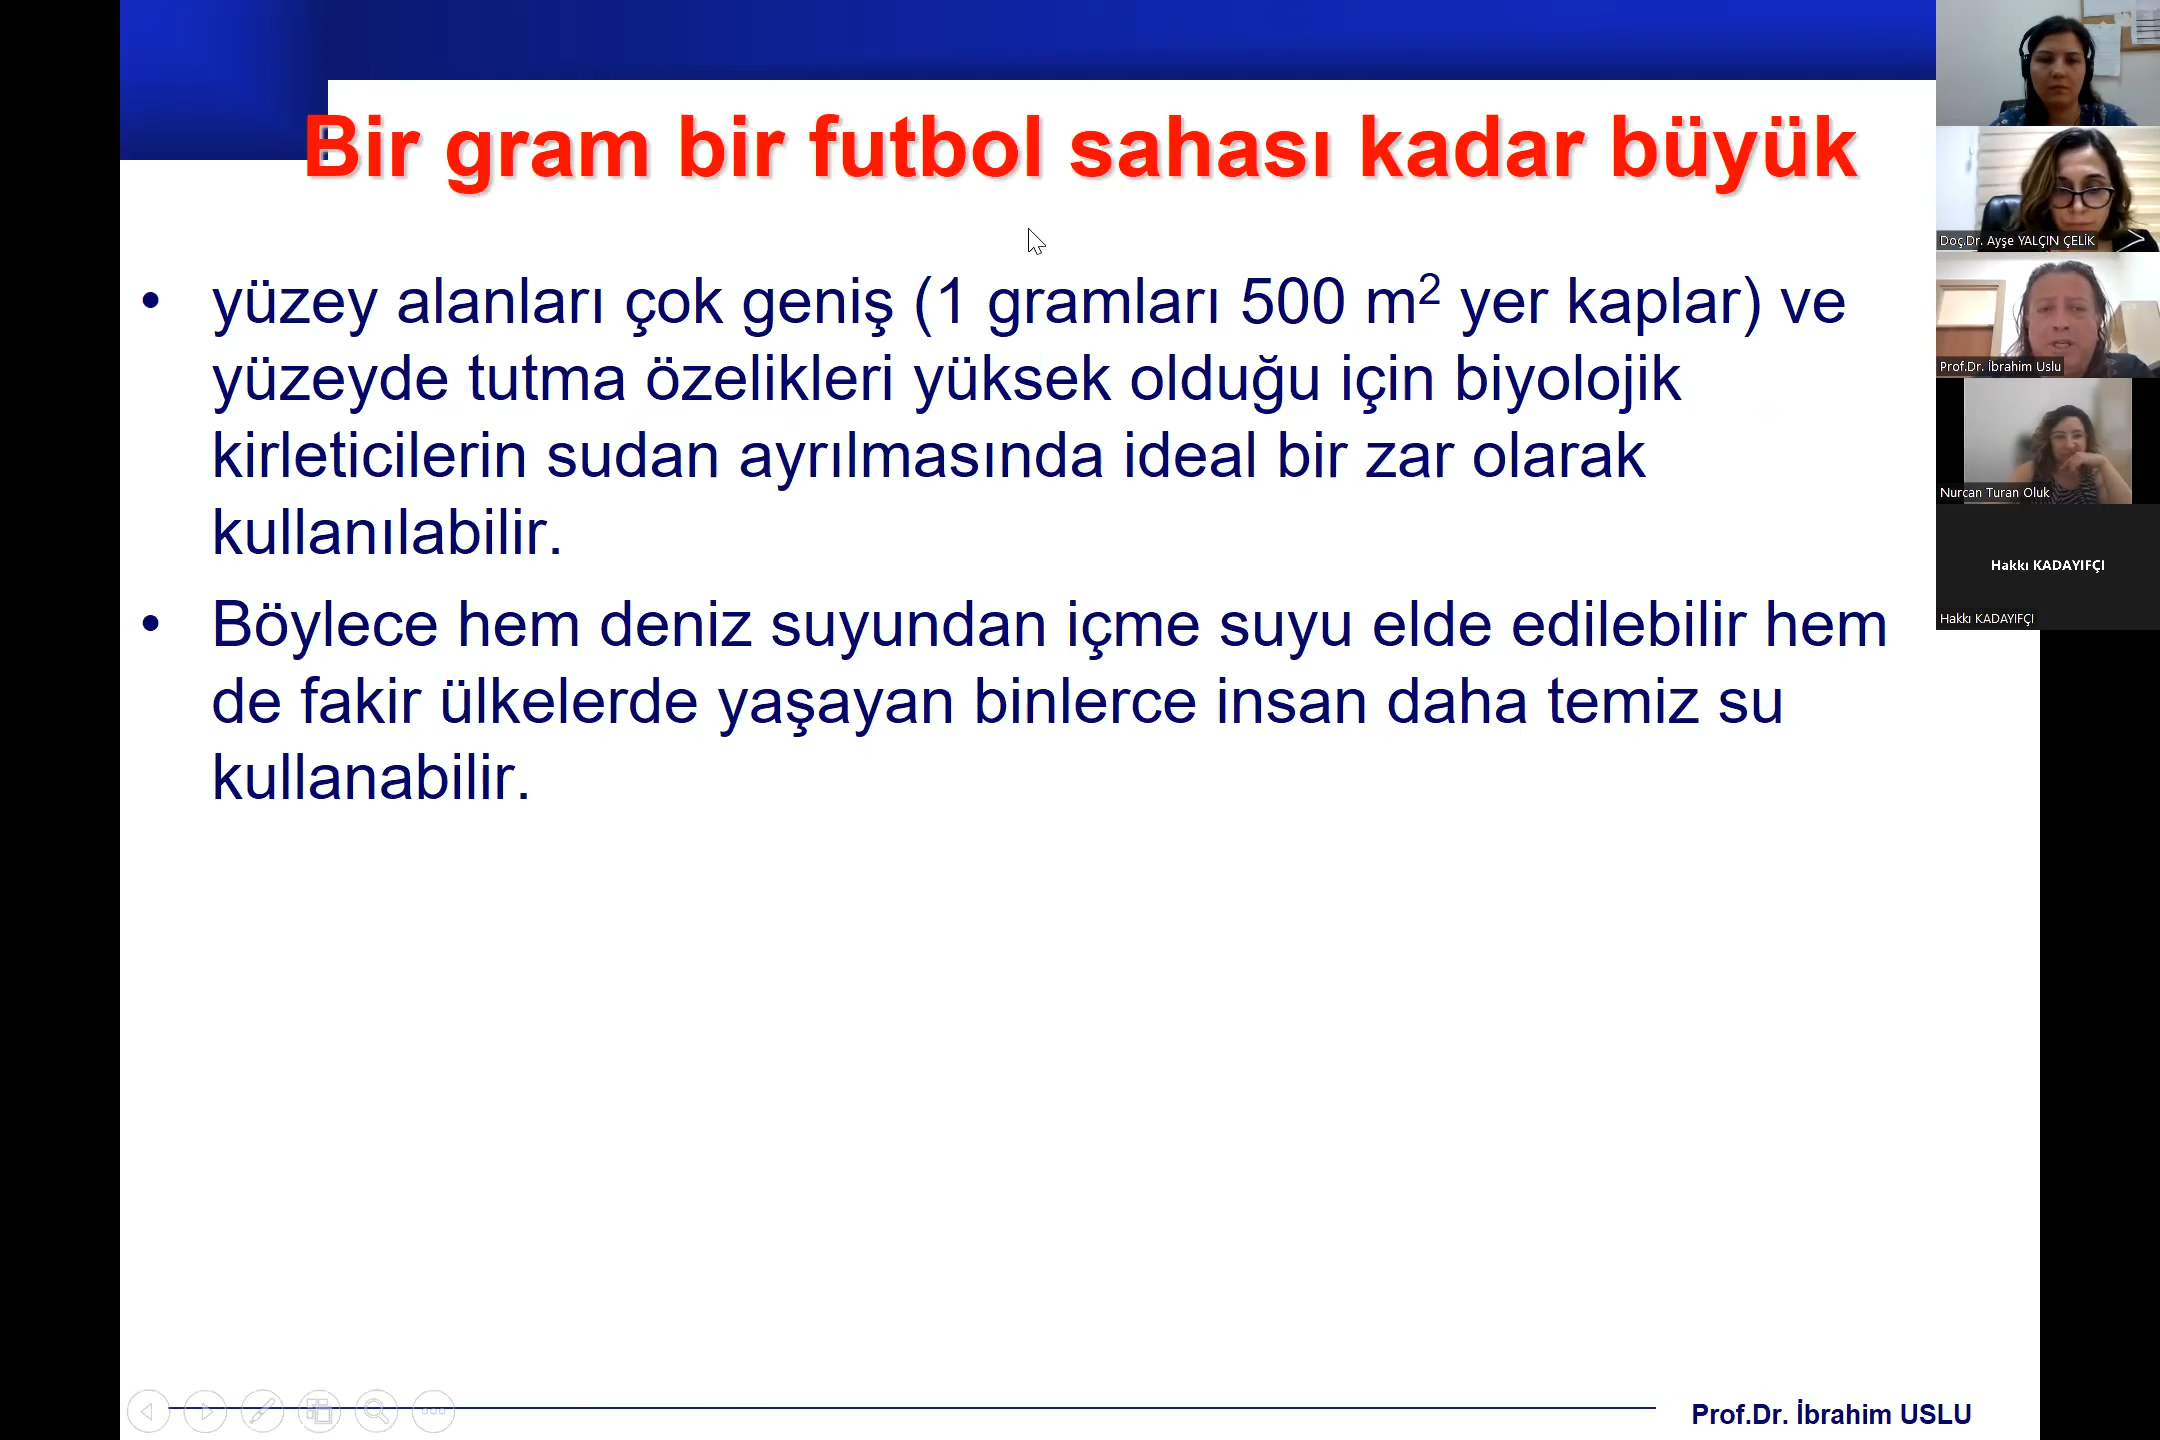 Bir gram bir futbol sahası kadar büyük
• yüzey alanları çok geniş (1 gramları 500 m² yer kaplar) ve
yüzeyde tutma özelikleri yüksek olduğu için biyolojik
kirleticilerin sudan ayrılmasında ideal bir zar olarak
kullanılabilir.
• Böylece hem deniz suyundan içme suyu elde edilebilir hem
de fakir ülkelerde yaşayan binlerce insan daha temiz su
kullanabilir.
Prof.Dr. İbrahim USLU
Doç.Dr. Ayşe YALÇIN ÇELİK
Prof.Dr. İbrahim Uslu
Nurcan Turan Oluk
Hakkı KADAYIFÇI
Hakkı KADAYIFÇI